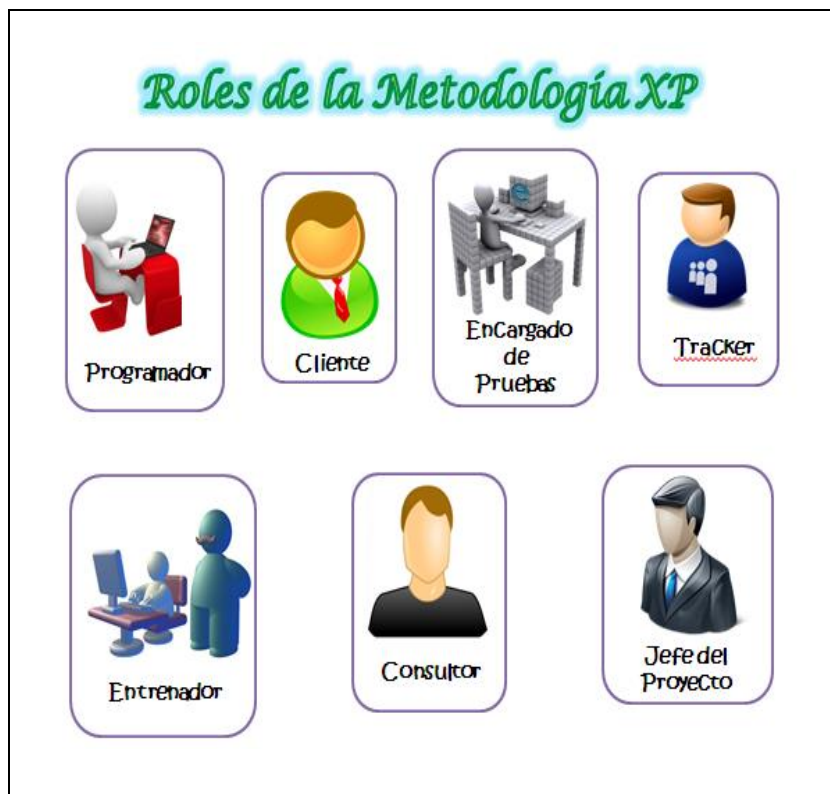 Roles de la Metodología XP
Programador
Cliente
Encargado
de
Pruebas
Tracker
Entrenador
Consultor
Jefe del
Proyecto